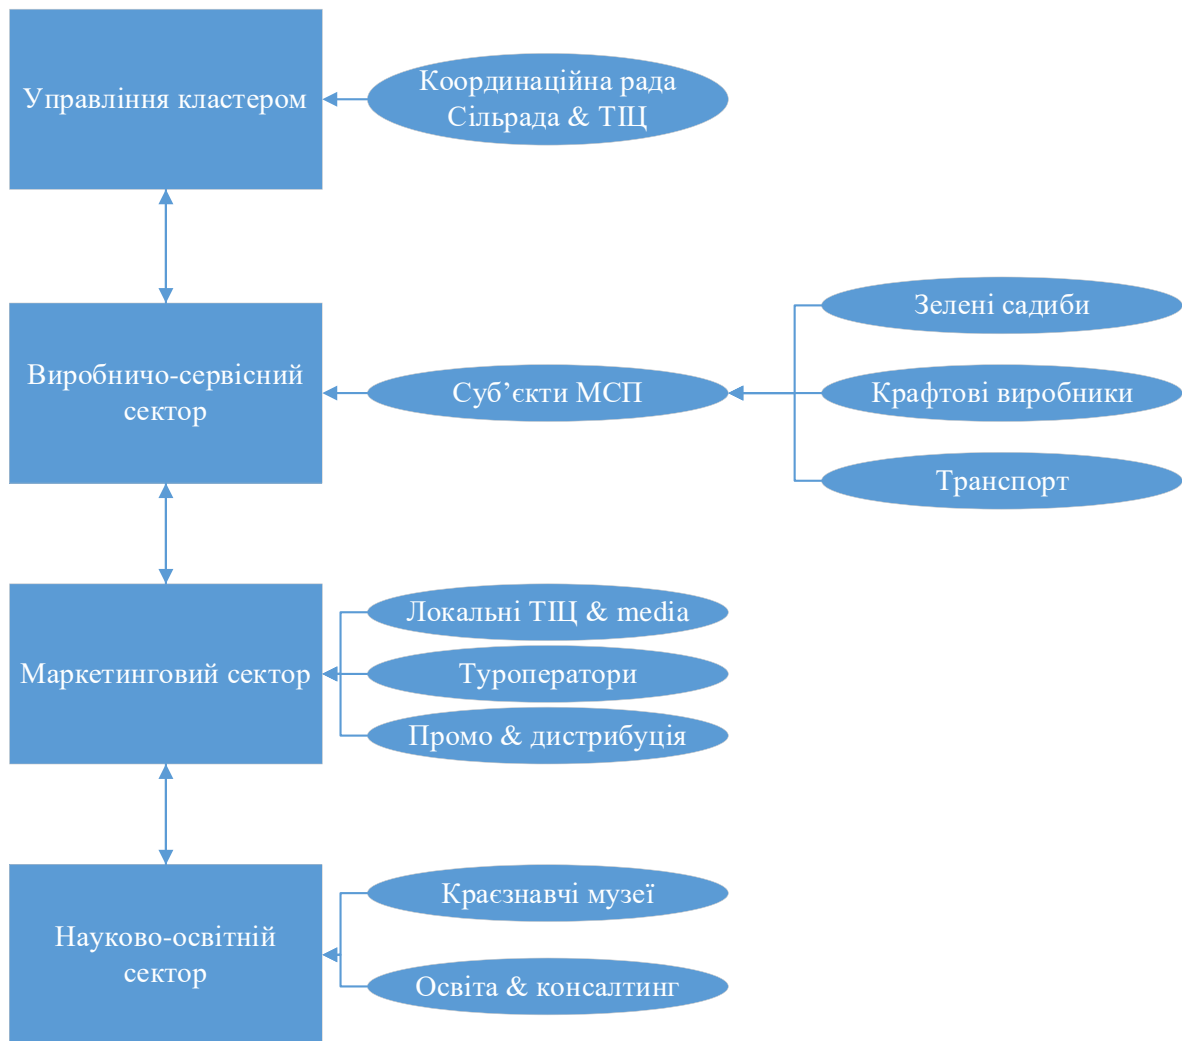 Управління кластером
Координаційна рада
Сільрада & ТІЦ
Зелені садиби
Виробничо-сервісний
сектор
Суб’єкти МСП
Крафтові виробники
Транспорт
Локальні ТІЦ & media
Маркетинговий сектор
Туроператори
Промо & дистрибуція
Краєзнавчі музеї
Науково-освітній
сектор
Освіта & консалтинг